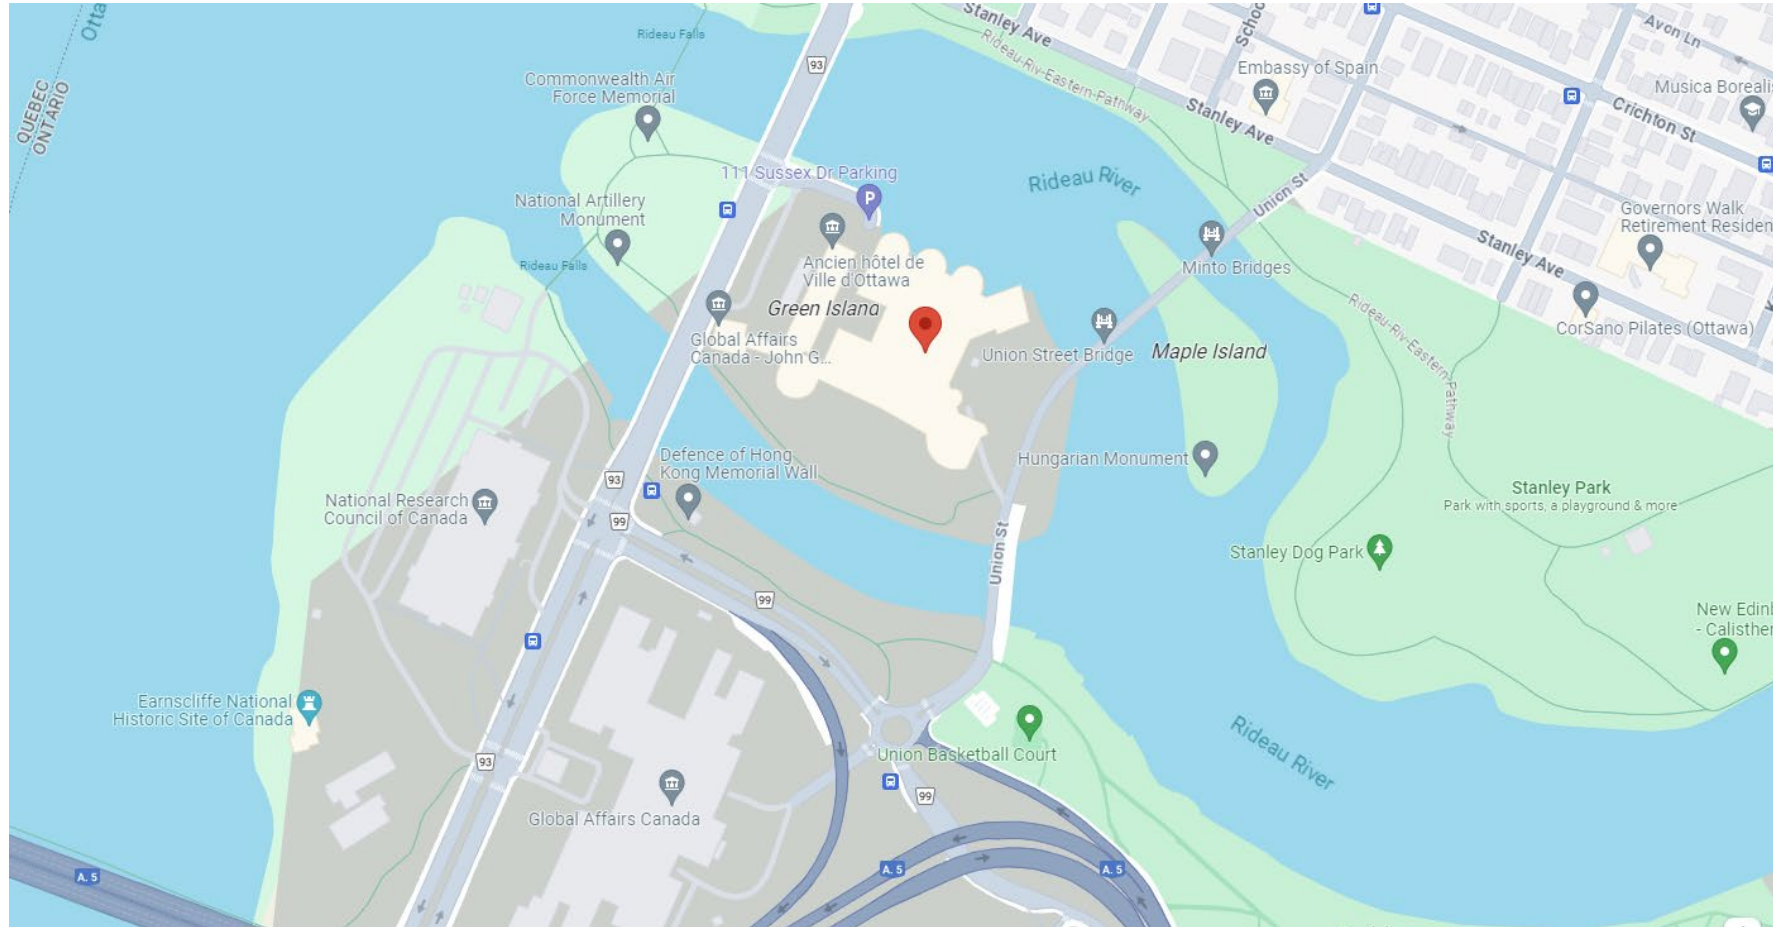 Otta
Rideau Falls
Stanley Ave
Schoo
Avon Ln
QUEBEC
ONTARIO
Commonwealth Air
Force Memorial
93
Rideau-Riv-Eastern-Pathway
Embassy of Spain
Musica Borealis
Crichton St
Stanley Ave
111 Sussex Dr Parking
P
Rideau River
Union St
National Artillery
Monument
Governors Walk
Retirement Residen
Rideau Falls
Ancien hôtel de
Ville d'Ottawa
Minto Bridges
Stanley Ave
Green Island
Rideau-Riv-Eastern-Pathway
CorSano Pilates (Ottawa)
Global Affairs
Canada - John G...
Union Street Bridge
Maple Island
Defence of Hong
Kong Memorial Wall
Hungarian Monument
93
99
National Research
Council of Canada
Stanley Park
Park with sports, a playground & more
Union St
Stanley Dog Park
99
New Edinb
- Calisthen
Earnscliffe National
Historic Site of Canada
93
Union Basketball Court
Rideau River
99
Global Affairs Canada
A. 5
A. 5
A. 5